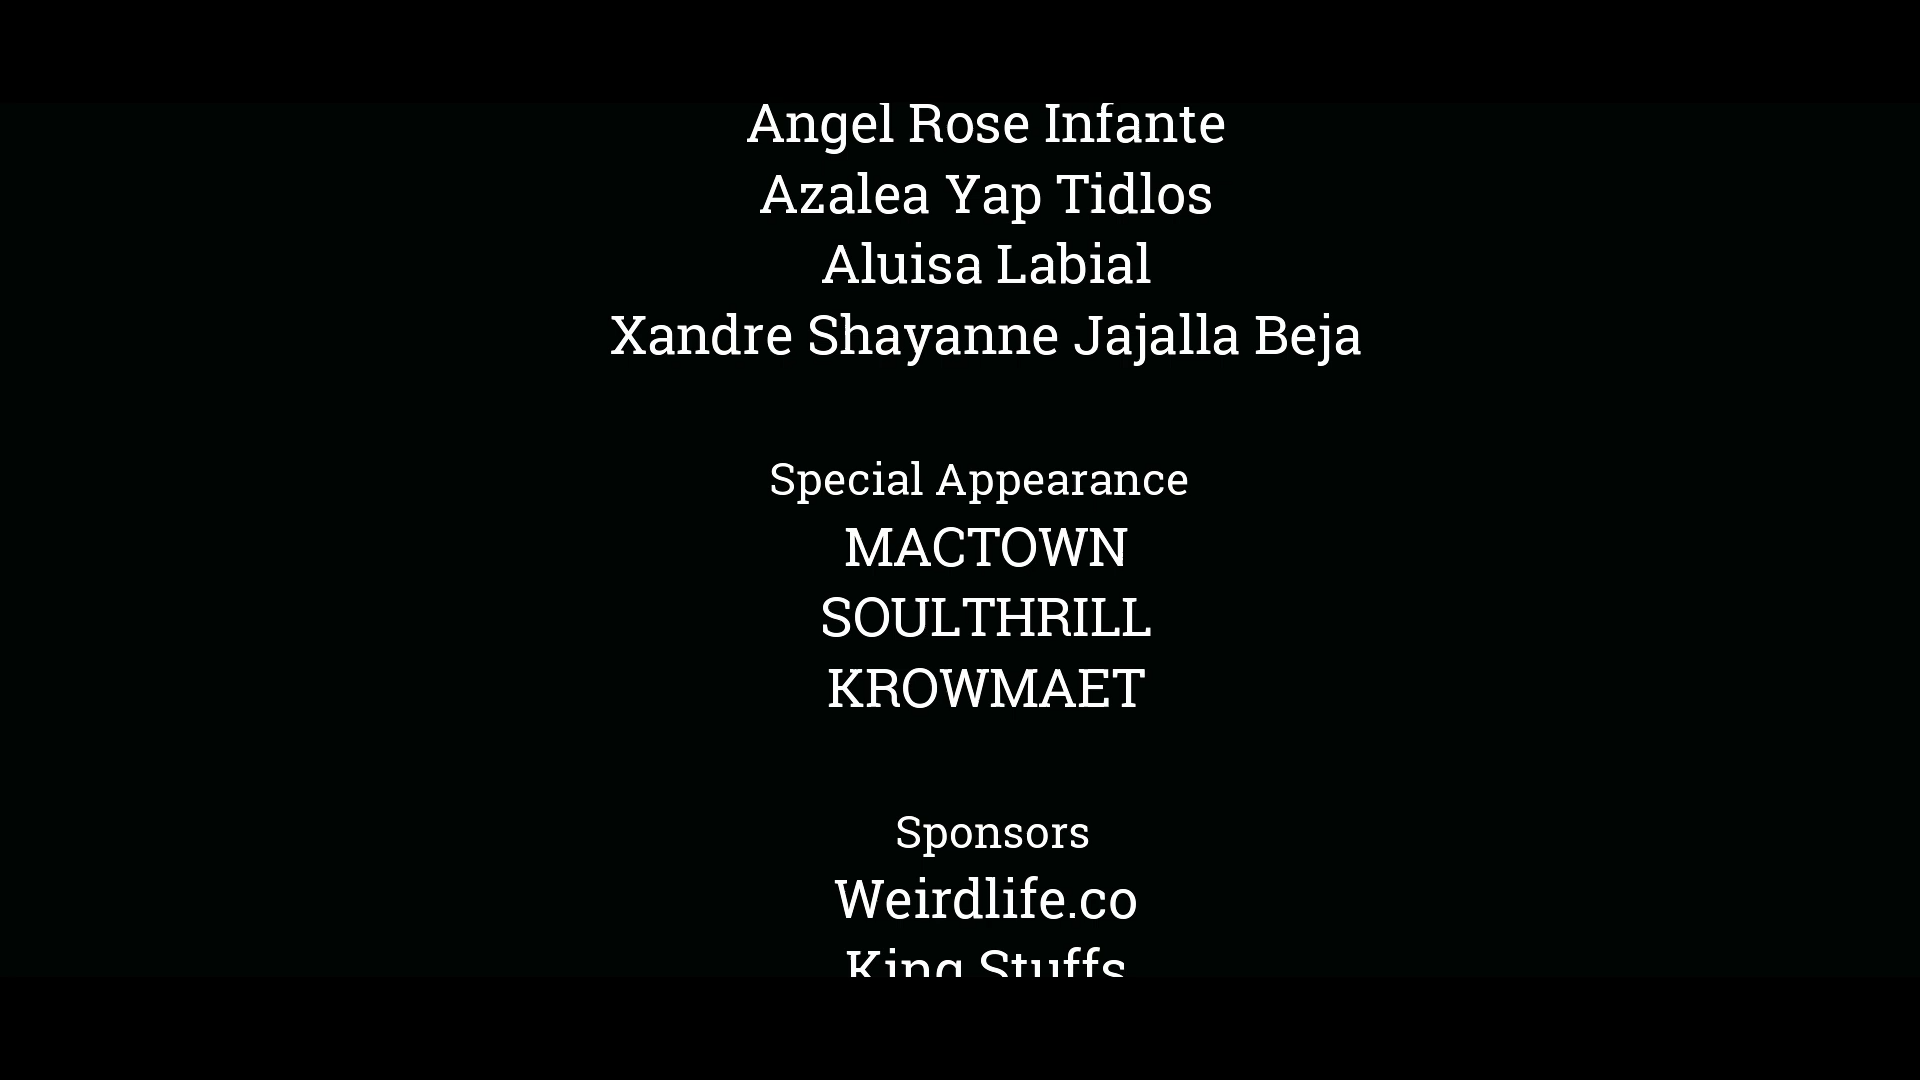 Angel Rose Infante
Azalea Yap Tidlos
Aluisa Labial
Xandre Shayanne Jajalla Beja
Special Appearance
MACTOWN
SOULTHRILL
KROWMAET
Sponsors
Weirdlife.co
King Stuffs